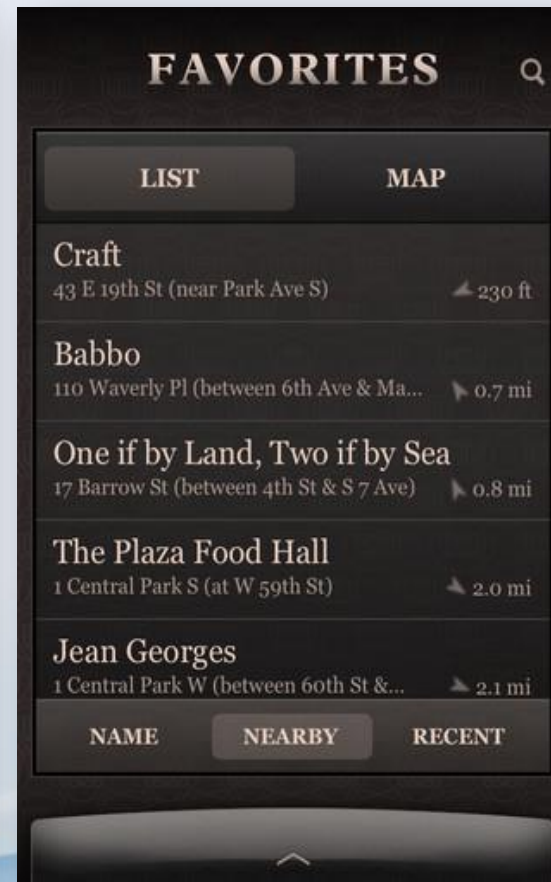 FAVORITES
LIST MAP
Craft
43 E 19th St (near Park Ave S) 230 ft
Babbo
110 Waverly Pl (between 6th Ave & Ma... 0.7 mi
One if by Land, Two if by Sea
17 Barrow St (between 4th St & S 7 Ave) 0.8 mi
The Plaza Food Hall
1 Central Park S (at W 59th St) 2.0 mi
Jean Georges
1 Central Park W (between 60th St &... 2.1 mi
NAME NEARBY RECENT